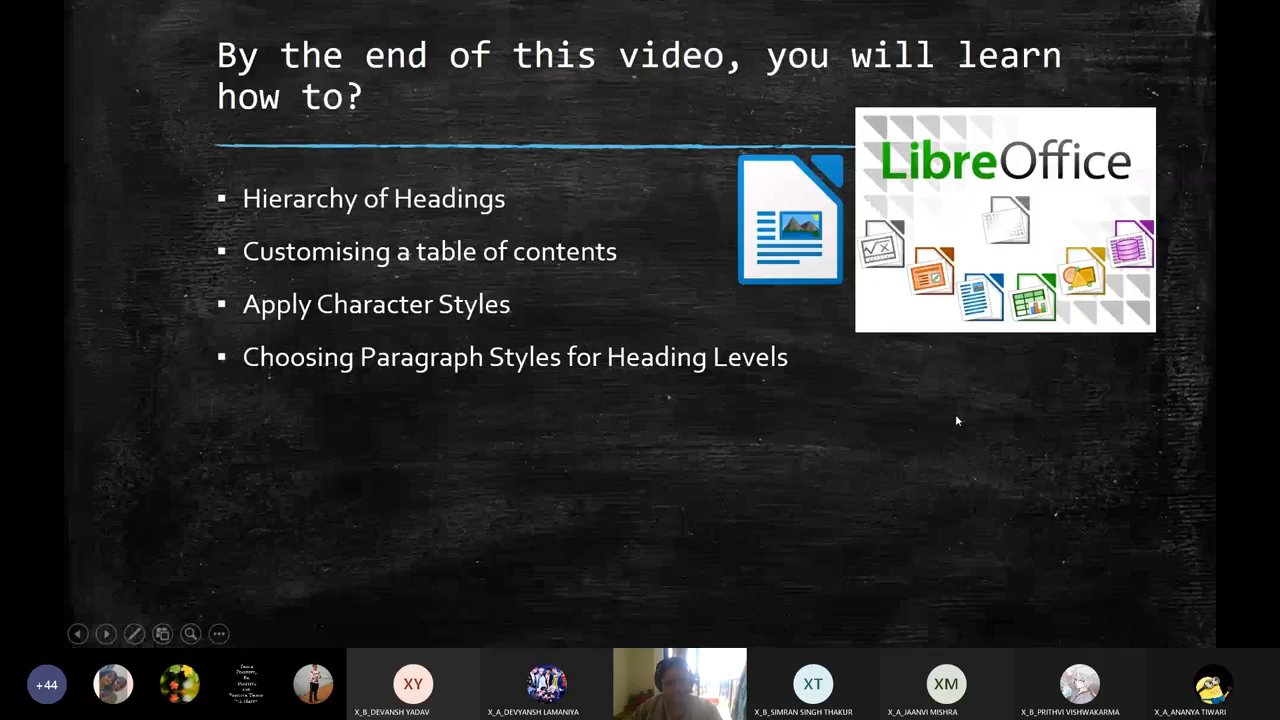 By the end of this video, you will learn
how to?
LibreOffice
▪ Hierarchy of Headings
▪ Customising a table of contents
▪ Apply Character Styles
▪ Choosing Paragraph Styles for Heading Levels
+44
XY
XT
XM
X_B_DEVANSH YADAV
X_A_DEVYANSH LAMANIYA
X_B_SIMRAN SINGH THAKUR
X_A_JAANVI MISHRA
X_B_PRITHVI VISHWAKARMA
X_A_ANANYA TIWARI